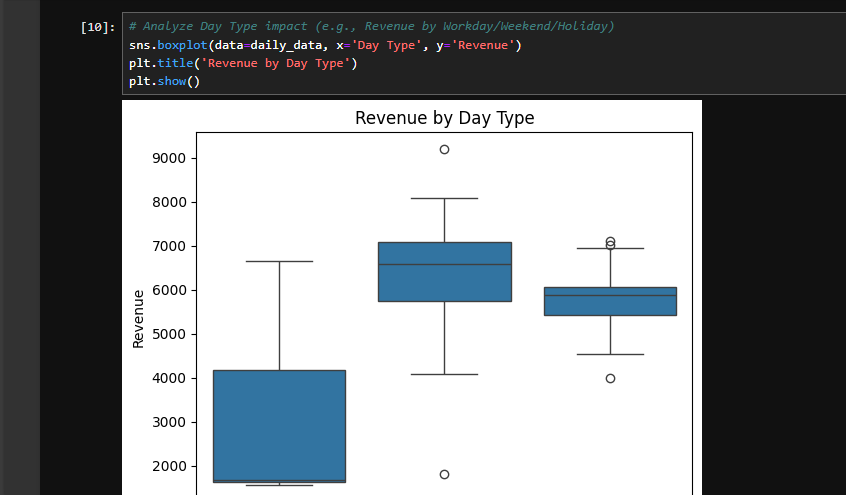 [10]: # Analyze Day Type impact (e.g., Revenue by Workday/Weekend/Holiday)
sns.boxplot(data=daily_data, x='Day Type', y='Revenue')
plt.title('Revenue by Day Type')
plt.show()
Revenue by Day Type
9000
8000
7000
6000
5000
4000
3000
2000
Revenue